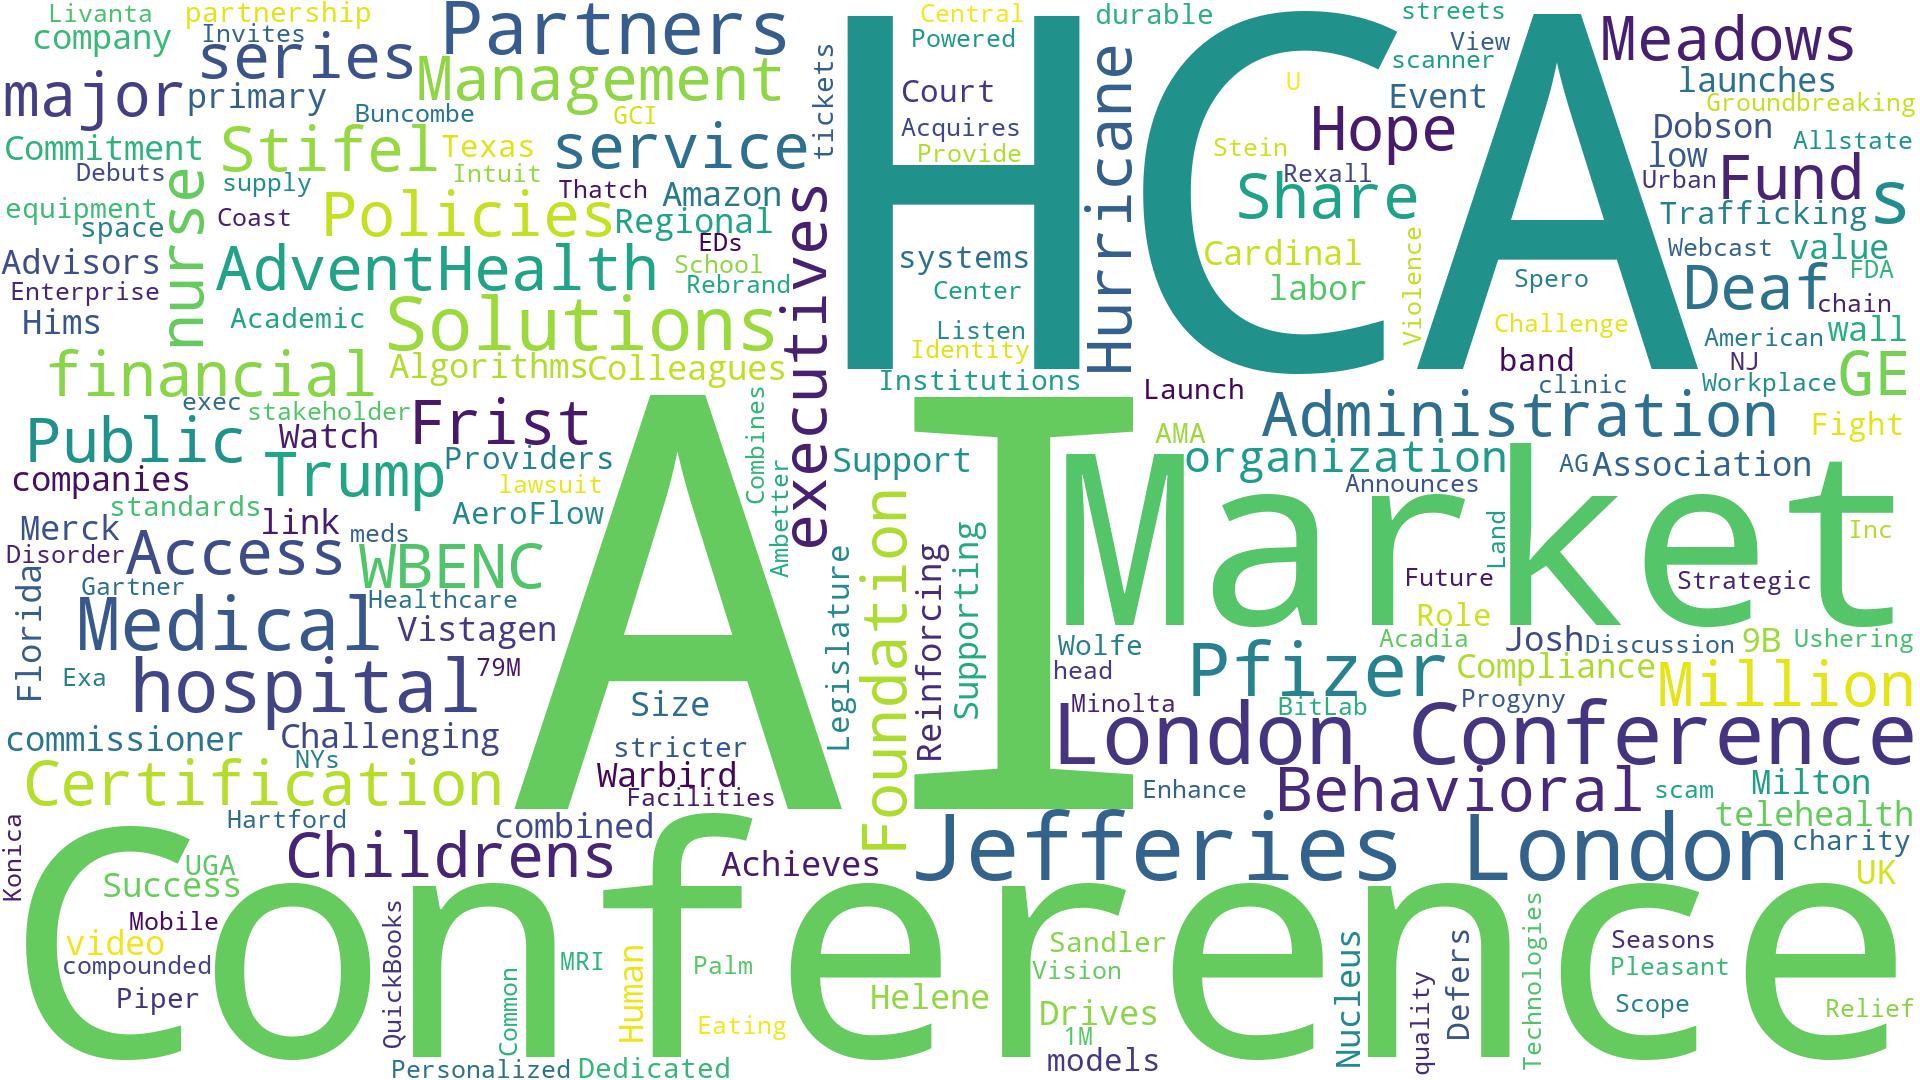 Livanta
partnership
Invites
company
series
Partners
Management
major
primary
Buncombe
GCI
tickets
HCA
Central
Powered
durable
streets
View
scanner
Meadows
launches
Groundbreaking
Court
Acquires
Provide
Hurricane
U
Event
Hope
Stein
Rexall
Share
Dobson
Allstate
low
Urban
Fund
s
Trafficking
Commitment
Debuts
nurse
Stifel
Texas
Intuit
service
supply
Thatch
Amazon
equipment
space
Coast
Policies
Regional
EDs
School
Rebrand
executives
Advisors
Enterprise
Hims
AdventHealth
Academic
Solutions
systems
Center
Listen
Identity
Institutions
Cardinal
labor
Violence
Spero
Challenge
band
clinic
Webcast
value
Deaf
FDA
chain
American
wall
NJ
Workplace
GE
financial
Algorithms
Colleagues
exec
stakeholder
Launch
Administration
Fight
Public
Watch
Frist
Combines
AMA
organization
Announces
AG
Association
companies
Trump
Providers
lawsuit
Ambetter
Support
AI
Market
standards
link
AeroFlow
Merck
meds
Disorder
Access
WBENC
Gartner
Healthcare
Florida
Medical
Vistagen
Legislature
Foundation
Reinforcing
Supporting
Land
Inc
Future
Strategic
Role
Wolfe
head
Acadia
Josh
Discussion
9B
Ushering
Exa
hospital
79M
Size
Minolta
Pfizer
Compliance
Million
BitLab
Progyny
commissioner
Challenging
NYs
stricter
Warbird
Facilities
London Conference
Certification
Enhance
Behavioral
scam
Milton
telehealth
Hartford
combined
Jefferies London
charity
Konica
UGA
Success
Childrens
Achieves
UK
Conference
Mobile
video
compounded
Piper
QuickBooks
Common
MRI
Human
Palm
Eating
Helene
Sandler
Vision
Drives
1M
models
Nucleus
quality
Defers
Technologies
Seasons
Pleasant
Scope
Relief
Personalized
Dedicated